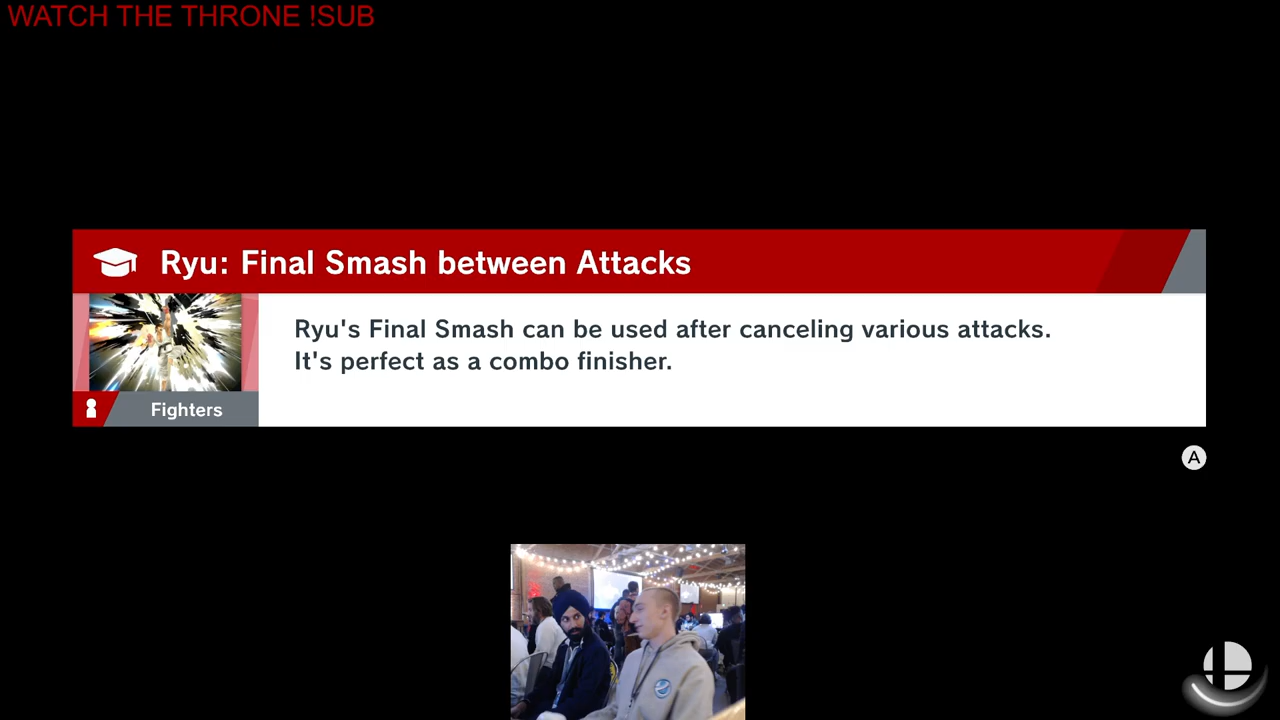 WATCH THE THRONE !SUB
Ryu: Final Smash between Attacks
Ryu's Final Smash can be used after canceling various attacks.
It's perfect as a combo finisher.
Fighters
A